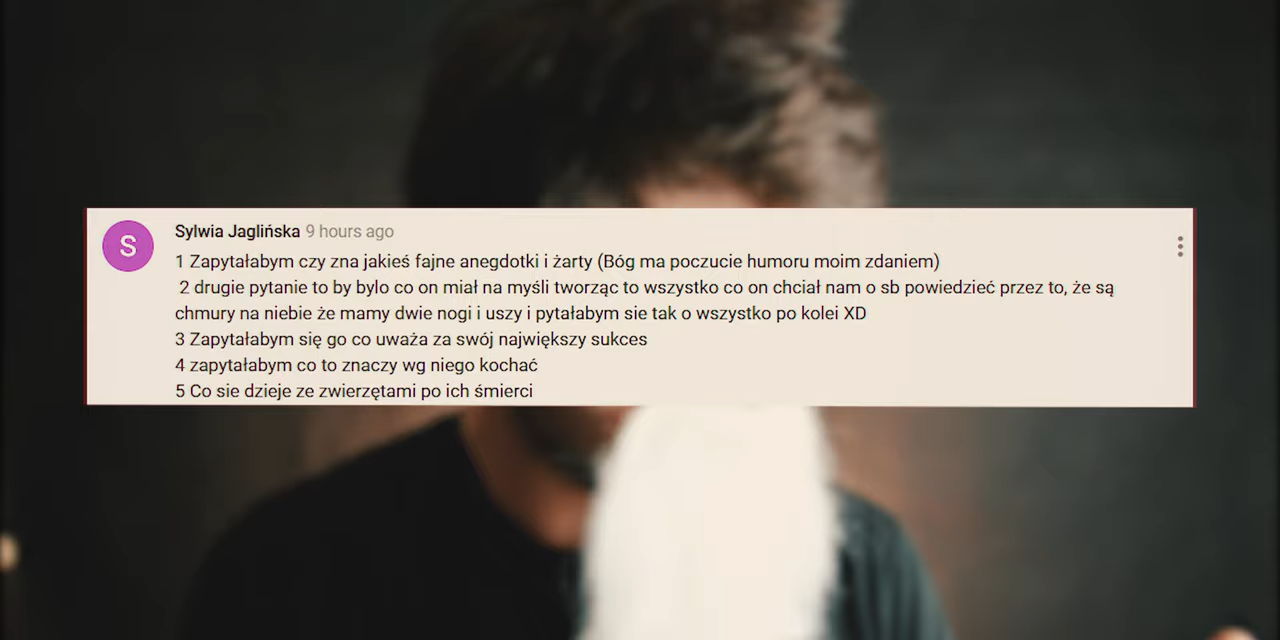 S
Sylwia Jaglińska 9 hours ago
1 Zapytałabym czy zna jakieś fajne anegdotki i żarty (Bóg ma poczucie humoru moim zdaniem)
2 drugie pytanie to by bylo co on miał na myśli tworząc to wszystko co on chciał nam o sb powiedzieć przez to, że są
chmury na niebie że mamy dwie nogi i uszy i pytałabym sie tak o wszystko po kolei XD
3 Zapytałabym się go co uważa za swój największy sukces
4 zapytałabym co to znaczy wg niego kochać
5 Co sie dzieje ze zwierzętami po ich śmierci